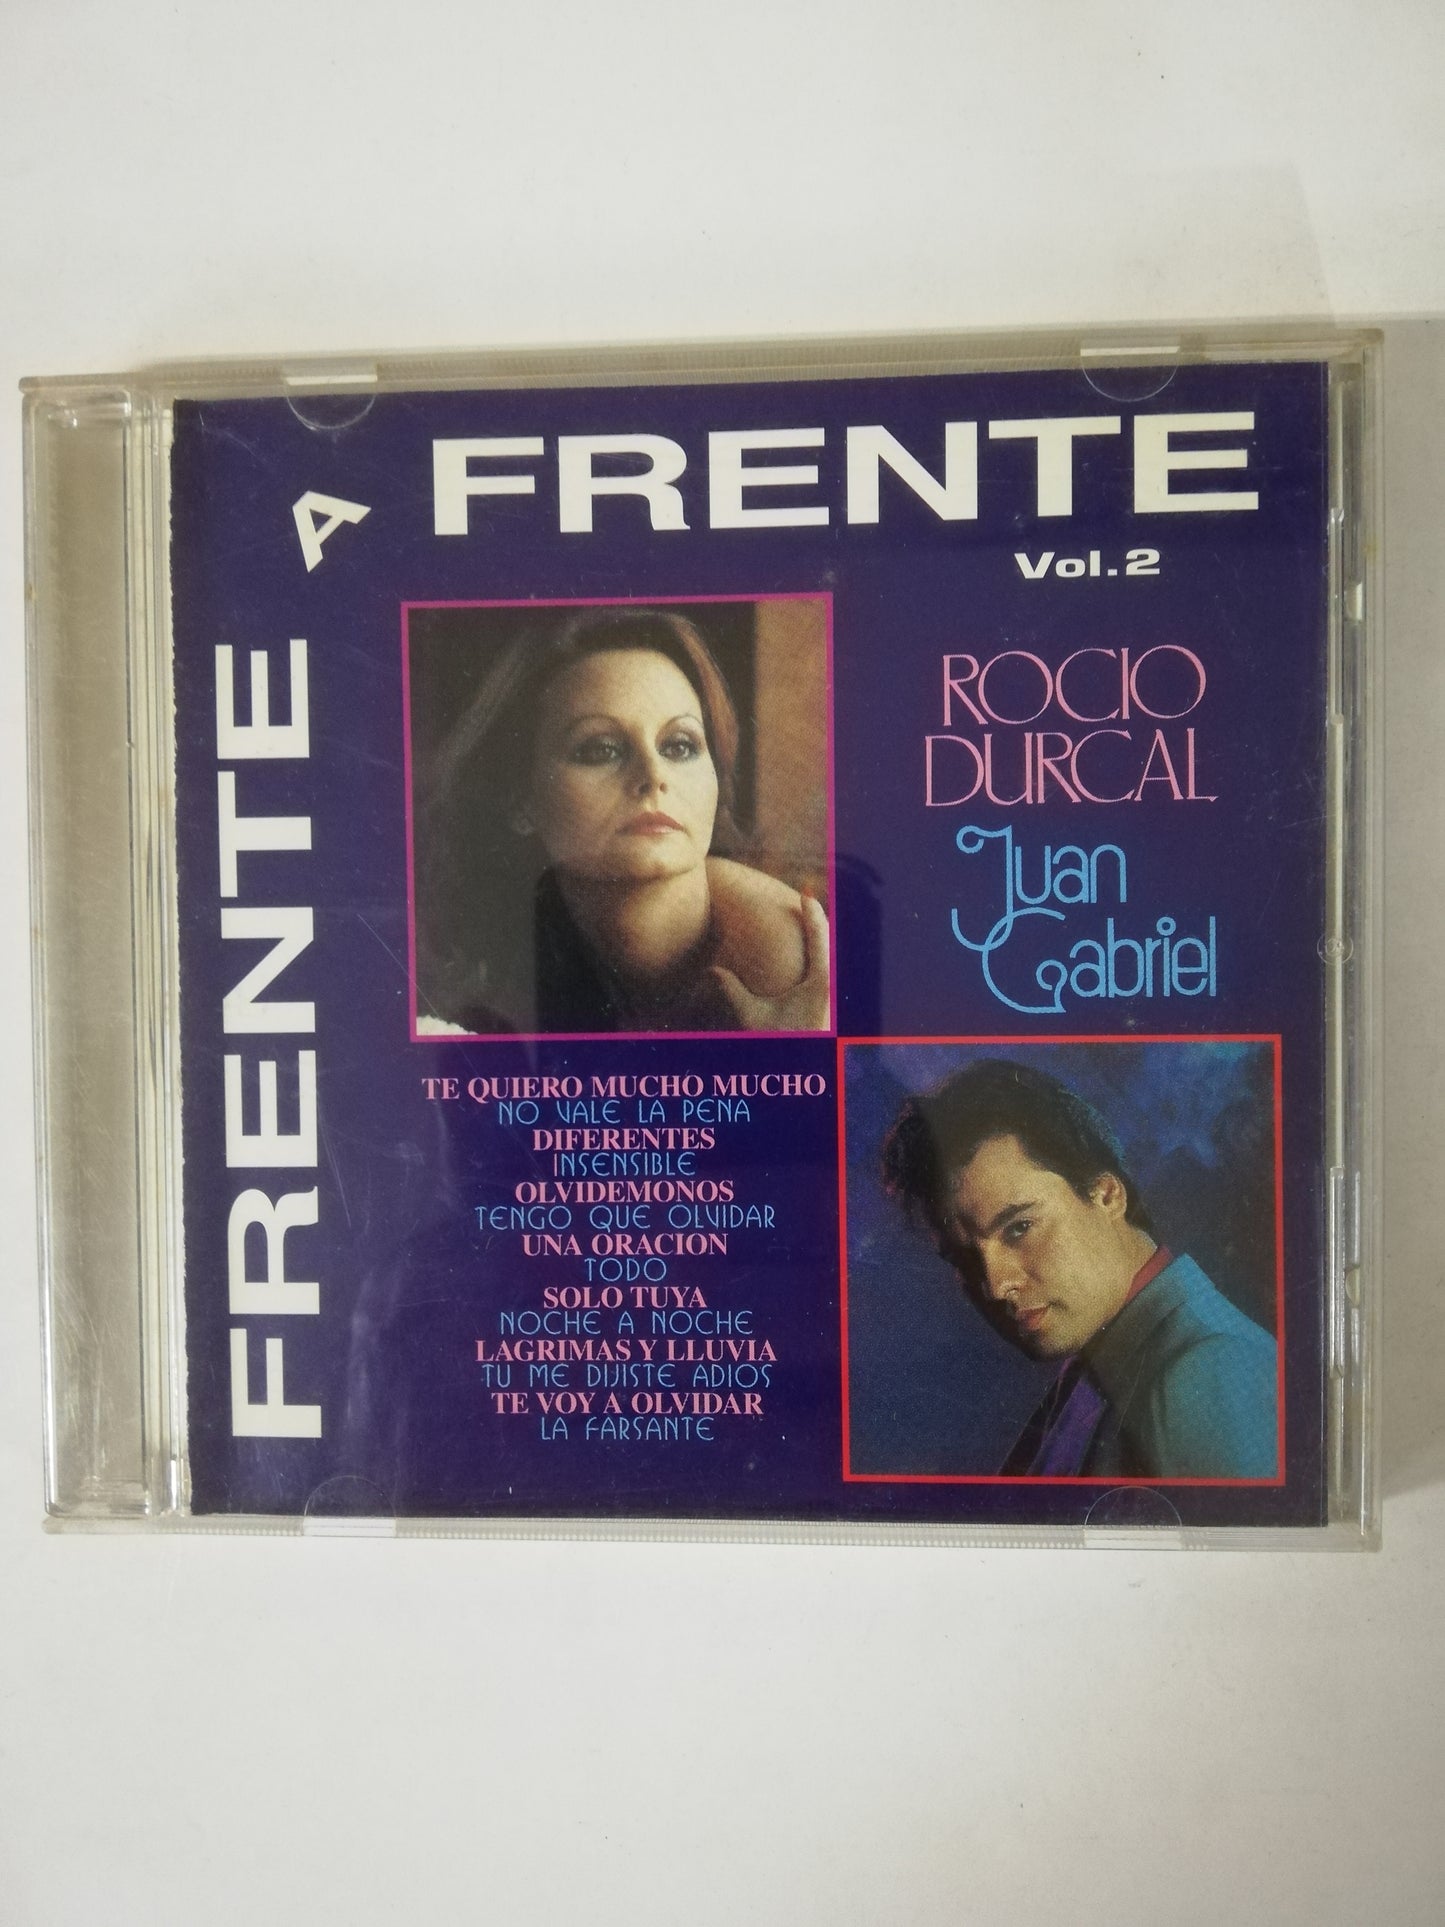 FRENTE
A
FRENTE
Vol.2
ROCIO
DURCAL
Juan
Gabriel
TE QUIERO MUCHO MUCHO
NO VALE LA PENA
DIFERENTES
INSENSIBLE
OLVIDEMONOS
TENGO QUE OLVIDAR
UNA ORACION
TODO
SOLO TUYA
NOCHE A NOCHE
LAGRIMAS Y LLUVIA
TU ME DIJISTE ADIOS
TE VOY A OLVIDAR
LA FARSANTE